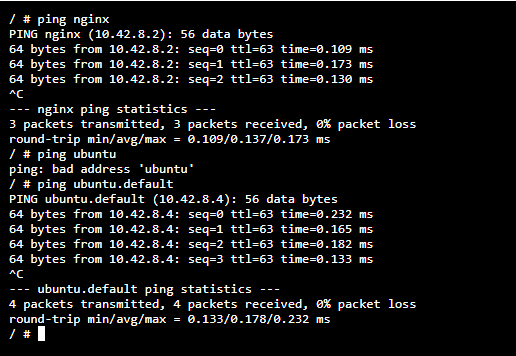 / # ping nginx
PING nginx (10.42.8.2): 56 data bytes
64 bytes from 10.42.8.2: seq=0 ttl=63 time=0.109 ms
64 bytes from 10.42.8.2: seq=1 ttl=63 time=0.173 ms
64 bytes from 10.42.8.2: seq=2 ttl=63 time=0.130 ms
^C
--- nginx ping statistics ---
3 packets transmitted, 3 packets received, 0% packet loss
round-trip min/avg/max = 0.109/0.137/0.173 ms
/ # ping ubuntu
ping: bad address 'ubuntu'
/ # ping ubuntu.default
PING ubuntu.default (10.42.8.4): 56 data bytes
64 bytes from 10.42.8.4: seq=0 ttl=63 time=0.232 ms
64 bytes from 10.42.8.4: seq=1 ttl=63 time=0.165 ms
64 bytes from 10.42.8.4: seq=2 ttl=63 time=0.182 ms
64 bytes from 10.42.8.4: seq=3 ttl=63 time=0.133 ms
^C
--- ubuntu.default ping statistics ---
4 packets transmitted, 4 packets received, 0% packet loss
round-trip min/avg/max = 0.133/0.178/0.232 ms
/ #